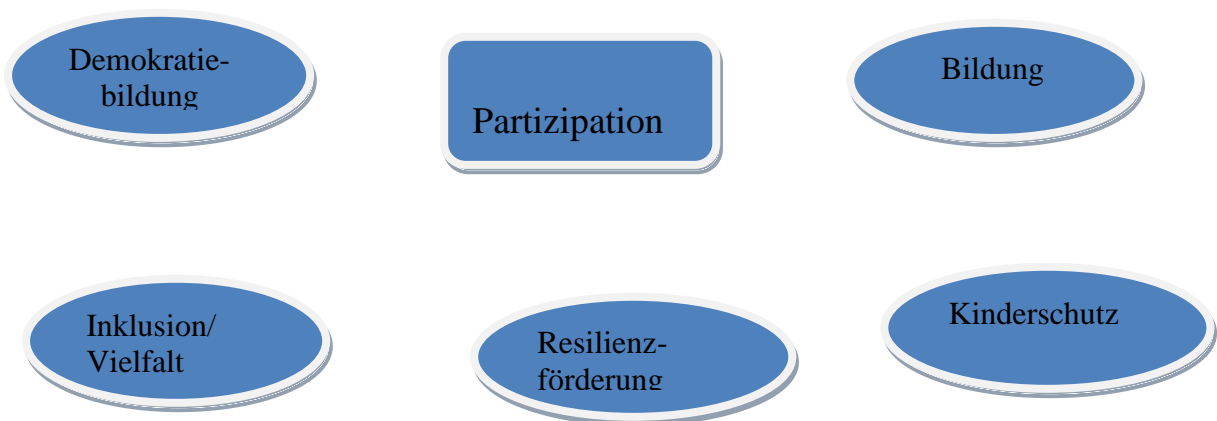 Demokratie-
bildung
Partizipation
Bildung
Inklusion/
Vielfalt
Resilienz-
förderung
Kinderschutz